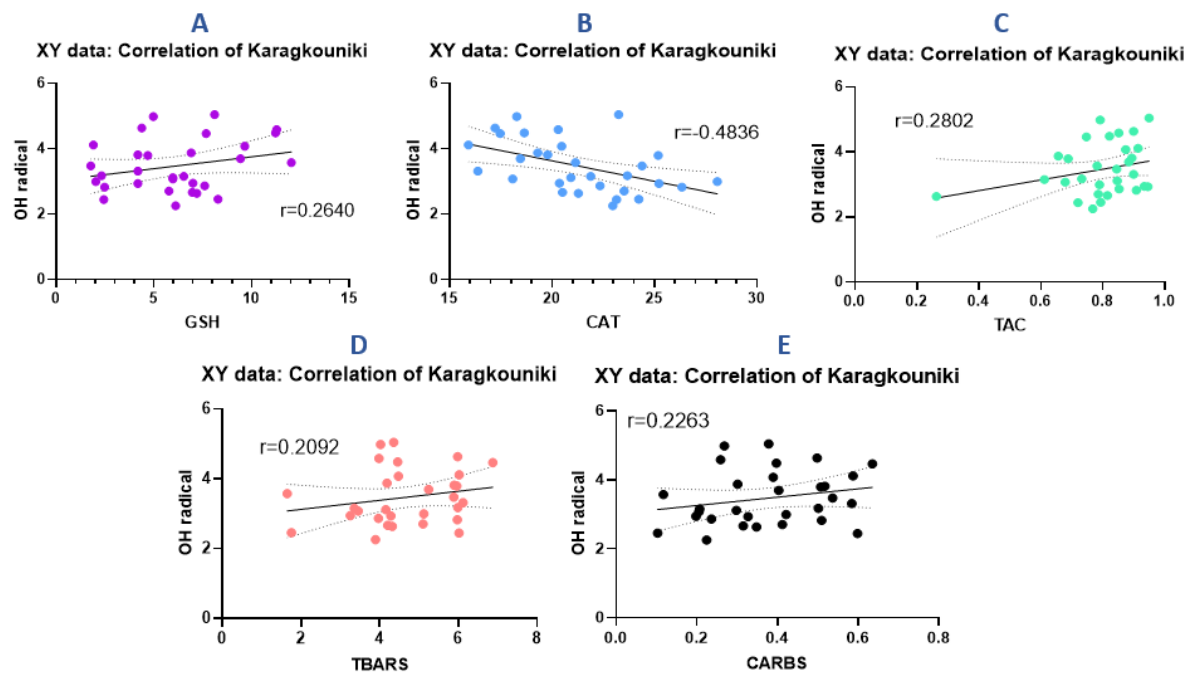 A
XY data: Correlation of Karagkouniki
OH radical
6
4
2
0
r=0.2640
0 5 10 15
GSH
B
XY data: Correlation of Karagkouniki
OH radical
6
4
2
0
r=-0.4836
15 20 25 30
CAT
C
XY data: Correlation of Karagkouniki
OH radical
6
4
2
0
r=0.2802
0.0 0.2 0.4 0.6 0.8 1.0
TAC
D
XY data: Correlation of Karagkouniki
OH radical
6
4
2
0
r=0.2092
0 2 4 6 8
TBARS
E
XY data: Correlation of Karagkouniki
OH radical
6
4
2
0
r=0.2263
0.0 0.2 0.4 0.6 0.8
CARBS